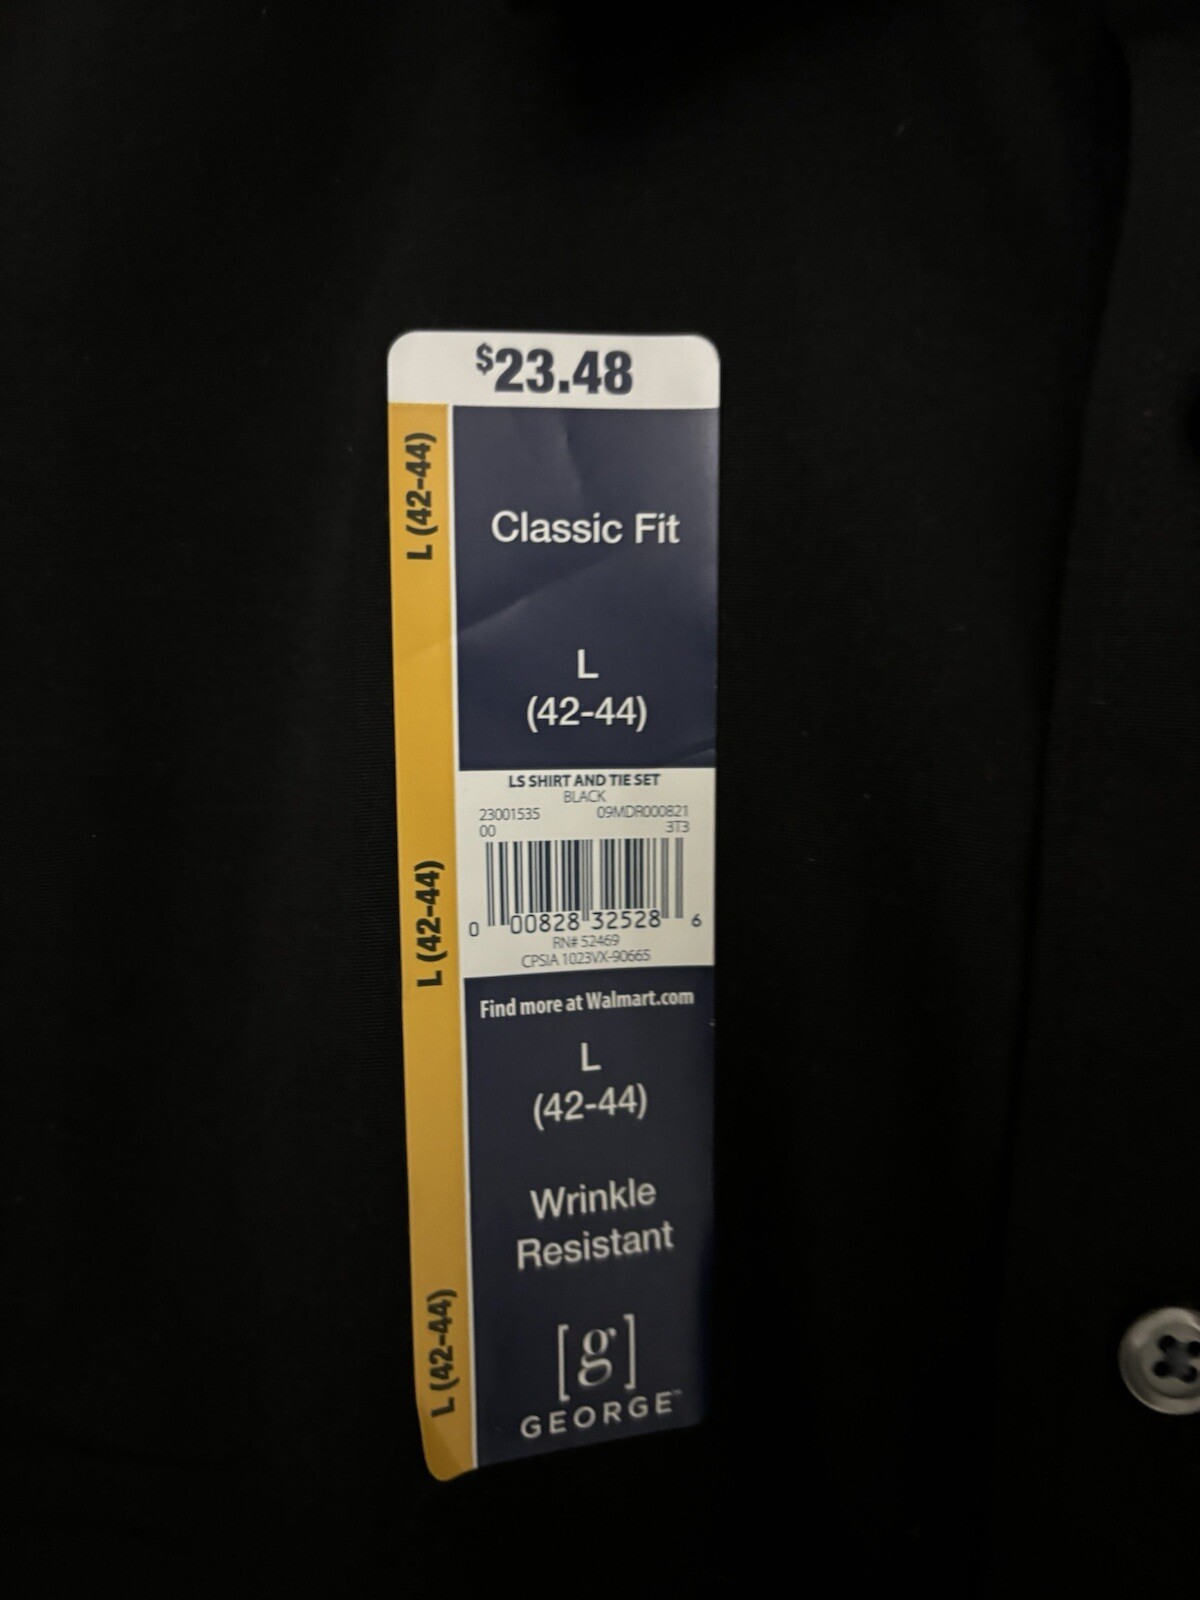 $23.48
L (42-44)
Classic Fit
L
(42-44)
LS SHIRT AND TIE SET
BLACK
23001535 09MDR000821
00 3T3
0 00828 32528 6
RN# 52469
CPSIA 1023VX-90665
L (42-44)
Find more at Walmart.com
L
(42-44)
Wrinkle
Resistant
L (42-44)
[g]
GEORGE™